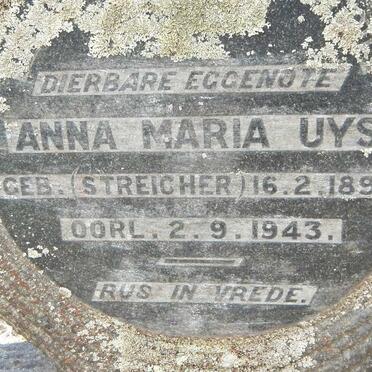 DIERBARE EGGENOTE
ANNA MARIA UYS
GEB. (STREICHER) 16.2.189
OORL. 2.9.1943.
RUS IN VREDE.